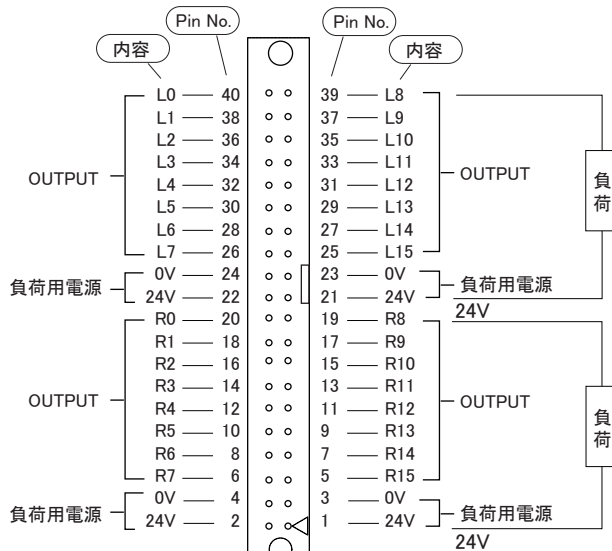 Pin No. Pin No.
内容 内容
L0 40 39 L8
L1 38 37 L9
L2 36 35 L10
L3 34 33 L11
OUTPUT L4 32 31 L12 OUTPUT 負荷
L5 30 29 L13
L6 28 27 L14
L7 26 25 L15
負荷用電源 0V 24 23 0V 負荷用電源
24V 22 21 24V
24V
R0 20 19 R8
R1 18 17 R9
R2 16 15 R10
R3 14 13 R11
OUTPUT R4 12 11 R12 OUTPUT 負荷
R5 10 9 R13
R6 8 7 R14
R7 6 5 R15
負荷用電源 0V 4 3 0V 負荷用電源
24V 2 1 24V
24V